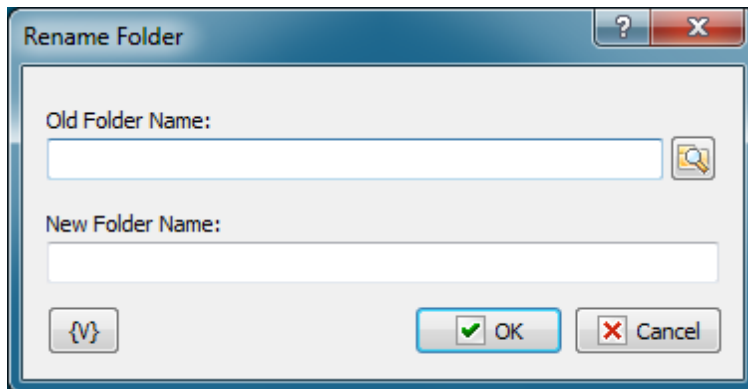 Rename Folder
?
Old Folder Name:
New Folder Name:
{V}
OK
Cancel